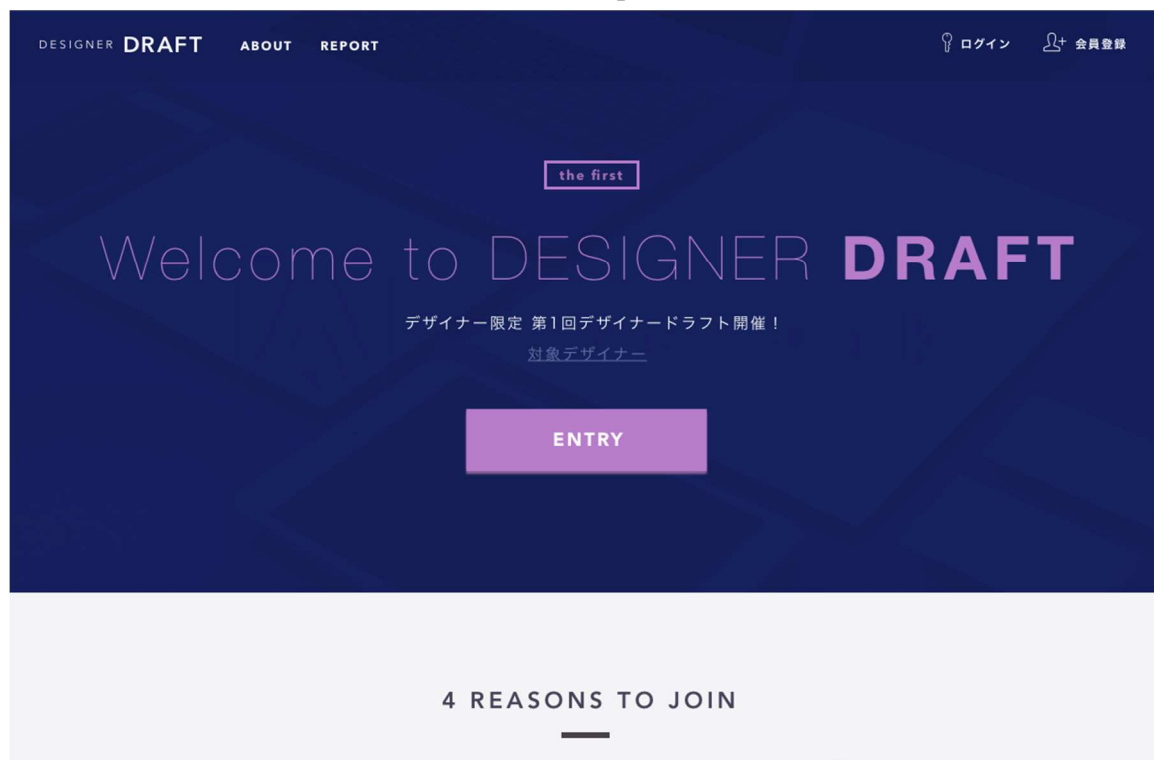 DESIGNER DRAFT ABOUT REPORT ログイン 会員登録
the first
Welcome to DESIGNER DRAFT
デザイナー限定 第1回デザイナードラフト開催！
対象デザイナー
ENTRY
4 REASONS TO JOIN